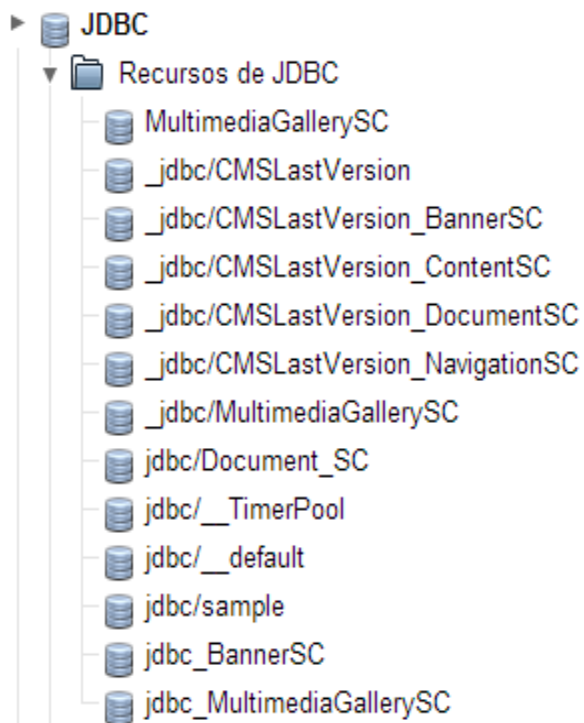 JDBC
Recursos de JDBC
MultimediaGallerySC
_jdbc/CMSLastVersion
_jdbc/CMSLastVersion_BannerSC
_jdbc/CMSLastVersion_ContentSC
_jdbc/CMSLastVersion_DocumentSC
_jdbc/CMSLastVersion_NavigationSC
_jdbc/MultimediaGallerySC
jdbc/Document_SC
jdbc/__TimerPool
jdbc/__default
jdbc/sample
jdbc_BannerSC
jdbc_MultimediaGallerySC